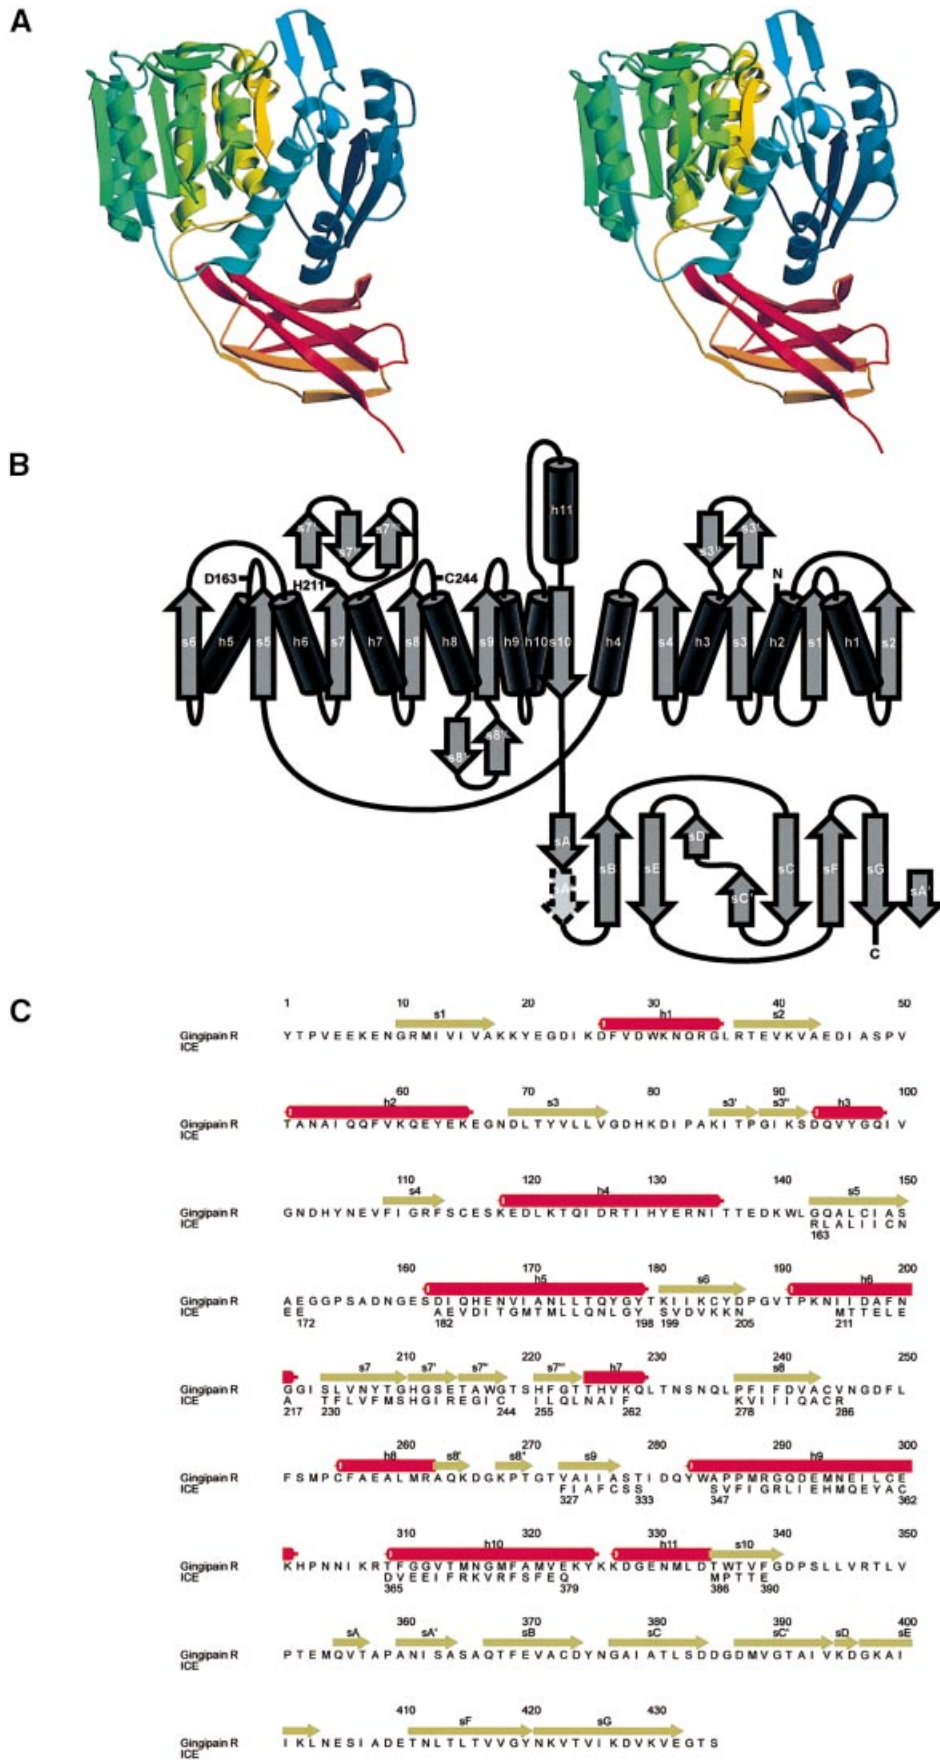 A
B
s7'
s7"
s7'''
h11
s3"
s3'
D163
H211
C244
N
s6
h5
s5
h6
s7
h7
s8
h8
s9
h9
h10
s10
h4
s4
h3
s3
h2
s1
h1
s2
s8'
s8"
sA
sA'
sB
sE
sD
sC'
sC
sF
sG
sA'
C
C
1 10 20 30 40 50
s1 h1 s2
Gingipain R Y T P V E E K E N G R M I V I V A K K Y E G D I K D F V D W K N Q R G L R T E V K V A E D I A S P V
ICE
60 70 80 90 100
h2 s3 s3' s3" h3
Gingipain R T A N A I Q Q F V K Q E Y E K E G N D L T Y V L L V G D H K D I P A K I T P G I K S D Q V Y G Q I V
ICE
110 120 130 140 150
s4 h4 s5
Gingipain R G N D H Y N E V F I G R F S C E S K E D L K T Q I D R T I H Y E R N I T T E D K W L G Q A L C I A S
ICE R L A L I I C N
163
160 170 180 190 200
h5 s6 h6
Gingipain R A E G G P S A D N G E S D I Q H E N V I A N L L T Q Y G Y T K I I K C Y D P G V T P K N I I D A F N
ICE E E A E V D I T G M T M L L Q N L G Y S V D V K K N M T T E L E
172 182 198 199 205 211
210 220 230 240 250
s7 s7' s7" s7''' h7 s8
Gingipain R G G I S L V N Y T G H G S E T A W G T S H F G T T H V K Q L T N S N Q L P F I F D V A C V N G D F L
ICE A T F L V F M S H G I R E G I C I L Q L N A I F K V I I I Q A C R
217 230 244 255 262 278 286
260 270 280 290 300
h8 s8' s8" s9 h9
Gingipain R F S M P C F A E A L M R A Q K D G K P T G T V A I I A S T I D Q Y W A P P M R G Q D E M N E I L C E
ICE F I A F C S S S V F I G R L I E H M Q E Y A C
327 333 347 362
310 320 330 340 350
h10 h11 s10
Gingipain R K H P N N I K R T F G G V T M N G M F A M V E K Y K K D G E N M L D T W T V F G D P S L L V R T L V
ICE D V E E I F R K V R F S F E Q M P T T E
365 379 386 390
360 370 380 390 400
sA sA' sB sC sC' sD sE
Gingipain R P T E M Q V T A P A N I S A S A Q T F E V A C D Y N G A I A T L S D D G D M V G T A I V K D G K A I
ICE
410 420 430
sF sG
Gingipain R I K L N E S I A D E T N L T L T V V G Y N K V T V I K D V K V E G T S
ICE